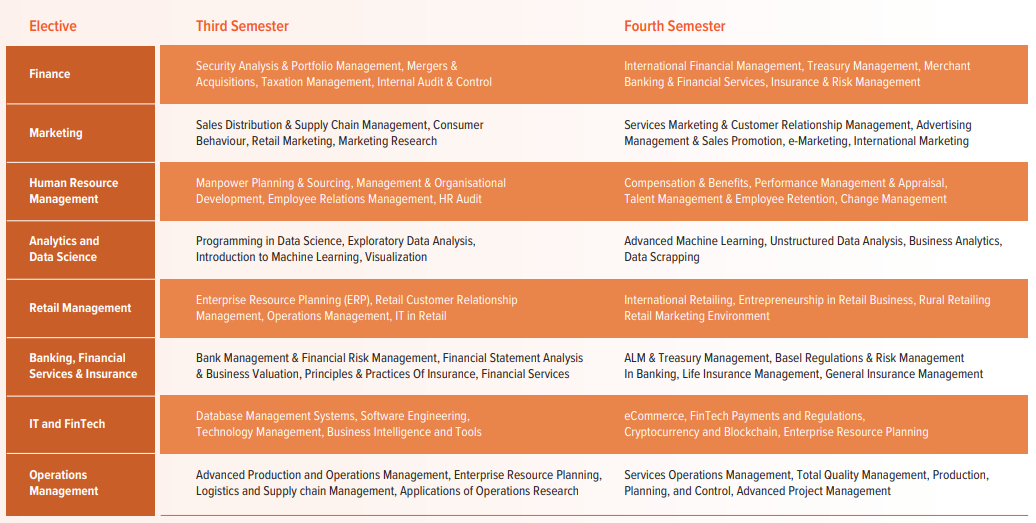 Elective Third Semester Fourth Semester
Finance
Security Analysis & Portfolio Management, Mergers &
Acquisitions, Taxation Management, Internal Audit & Control
International Financial Management, Treasury Management, Merchant
Banking & Financial Services, Insurance & Risk Management
Marketing
Sales Distribution & Supply Chain Management, Consumer
Behaviour, Retail Marketing, Marketing Research
Services Marketing & Customer Relationship Management, Advertising
Management & Sales Promotion, e-Marketing, International Marketing
Human Resource
Management
Manpower Planning & Sourcing, Management & Organisational
Development, Employee Relations Management, HR Audit
Compensation & Benefits, Performance Management & Appraisal,
Talent Management & Employee Retention, Change Management
Analytics and
Data Science
Programming in Data Science, Exploratory Data Analysis,
Introduction to Machine Learning, Visualization
Advanced Machine Learning, Unstructured Data Analysis, Business Analytics,
Data Scrapping
Retail Management
Enterprise Resource Planning (ERP), Retail Customer Relationship
Management, Operations Management, IT in Retail
International Retailing, Entrepreneurship in Retail Business, Rural Retailing
Retail Marketing Environment
Banking, Financial
Services & Insurance
Bank Management & Financial Risk Management, Financial Statement Analysis
& Business Valuation, Principles & Practices Of Insurance, Financial Services
ALM & Treasury Management, Basel Regulations & Risk Management
In Banking, Life Insurance Management, General Insurance Management
IT and FinTech
Database Management Systems, Software Engineering,
Technology Management, Business Intelligence and Tools
eCommerce, FinTech Payments and Regulations,
Cryptocurrency and Blockchain, Enterprise Resource Planning
Operations
Management
Advanced Production and Operations Management, Enterprise Resource Planning,
Logistics and Supply chain Management, Applications of Operations Research
Services Operations Management, Total Quality Management, Production,
Planning, and Control, Advanced Project Management